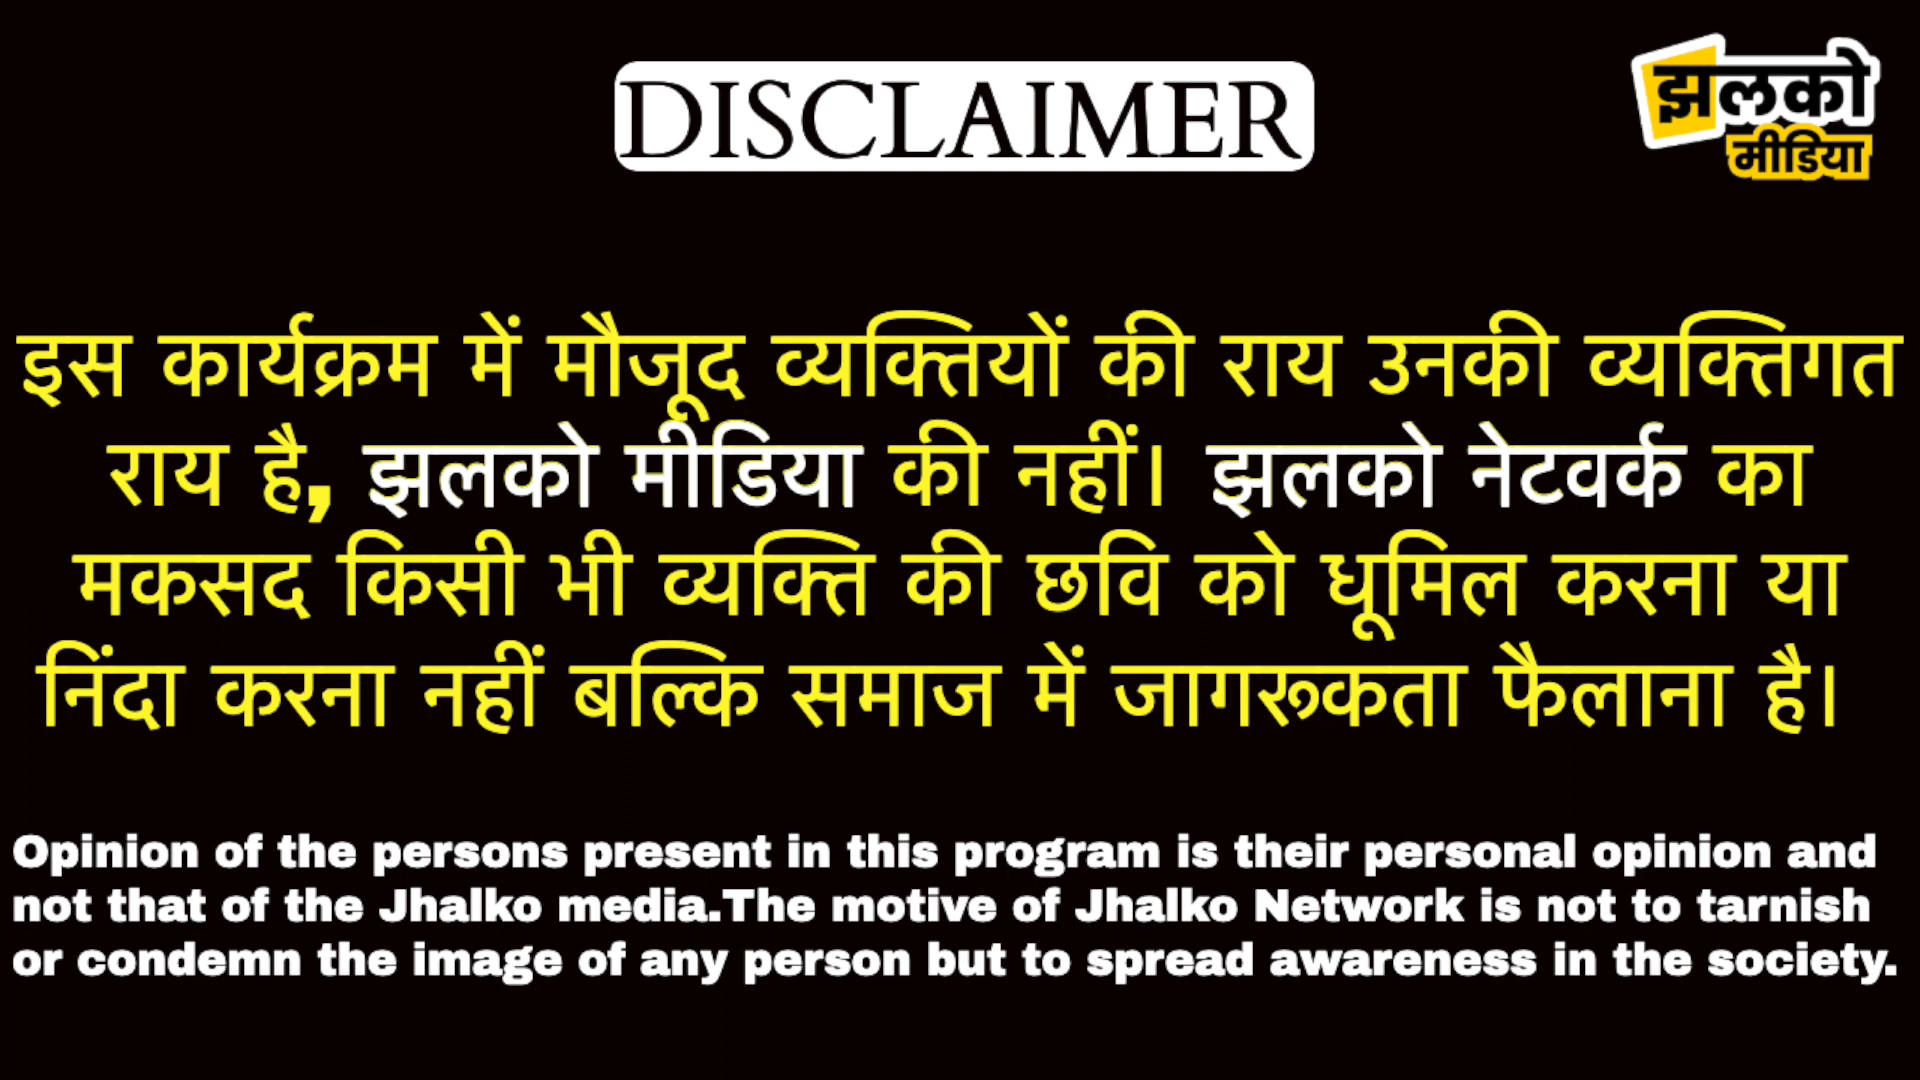 DISCLAIMER
झलको
मीडिया
इस कार्यक्रम में मौजूद व्यक्तियों की राय उनकी व्यक्तिगत
राय है, झलको मीडिया की नहीं। झलको नेटवर्क का
मकसद किसी भी व्यक्ति की छवि को धूमिल करना या
निंदा करना नहीं बल्कि समाज में जागरूकता फैलाना है।
Opinion of the persons present in this program is their personal opinion and
not that of the Jhalko media.The motive of Jhalko Network is not to tarnish
or condemn the image of any person but to spread awareness in the society.